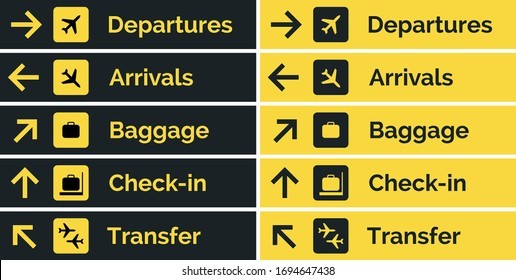 Departures
Arrivals
Baggage
Check-in
Transfer
Departures
Arrivals
Baggage
Check-in
Transfer
shutterstock.com · 1694647438